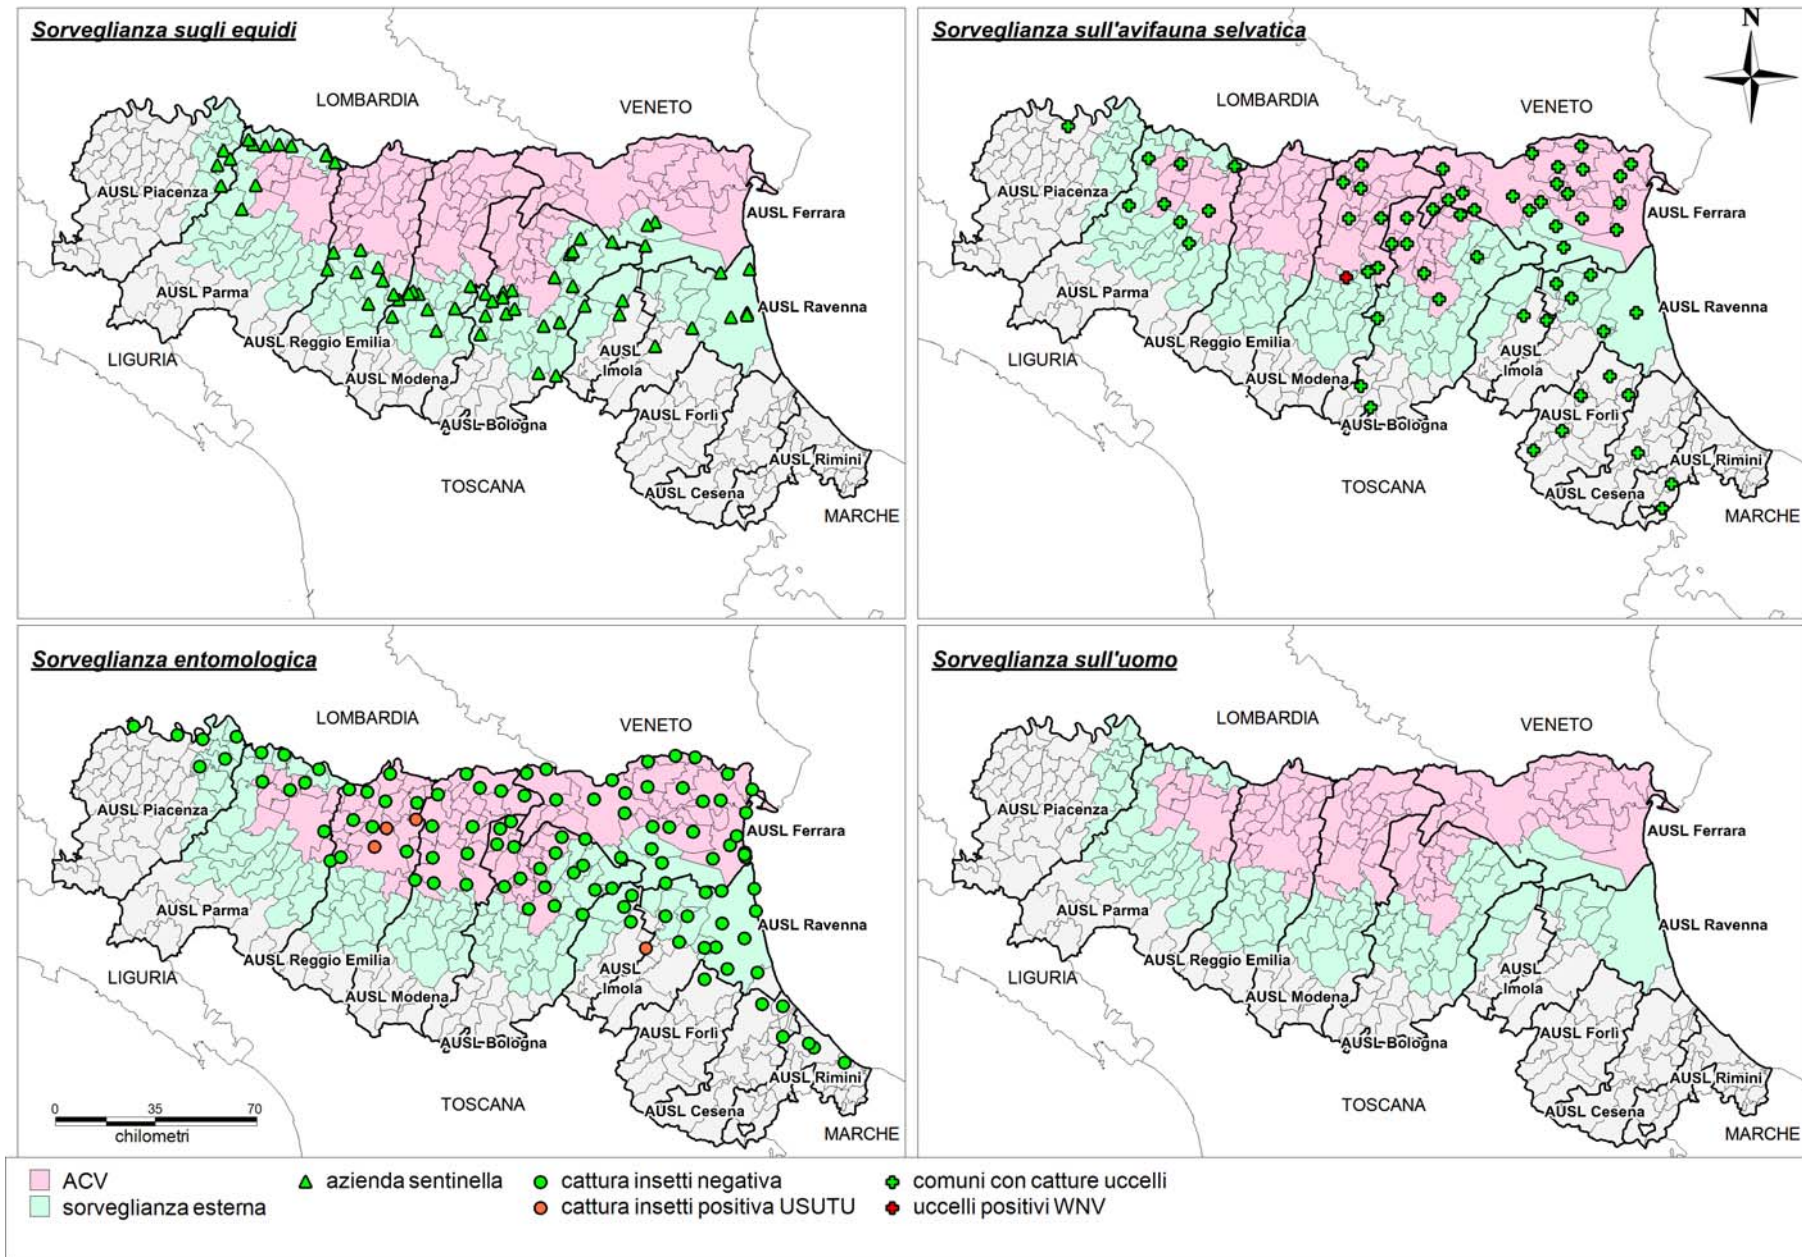 Sorveglianza sugli equidi
LOMBARDIA
VENETO
AUSL Piacenza
AUSL Ferrara
AUSL Parma
AUSL Ravenna
LIGURIA
AUSL Reggio Emilia
AUSL
Imola
AUSL Modena
AUSL Forlì
AUSL Bologna
AUSL Rimini
TOSCANA
AUSL Cesena
MARCHE
Sorveglianza sull'avifauna selvatica
N
LOMBARDIA
VENETO
AUSL Piacenza
AUSL Ferrara
AUSL Parma
AUSL Ravenna
LIGURIA
AUSL Reggio Emilia
AUSL
Imola
AUSL Modena
AUSL Forlì
AUSL Bologna
AUSL Rimini
TOSCANA
AUSL Cesena
MARCHE
Sorveglianza entomologica
LOMBARDIA
VENETO
AUSL Piacenza
AUSL Ferrara
AUSL Parma
AUSL Ravenna
LIGURIA
AUSL Reggio Emilia
AUSL
Imola
AUSL Modena
AUSL Forlì
AUSL Bologna
AUSL Rimini
TOSCANA
AUSL Cesena
MARCHE
0 35 70
chilometri
Sorveglianza sull'uomo
LOMBARDIA
VENETO
AUSL Piacenza
AUSL Ferrara
AUSL Parma
AUSL Ravenna
LIGURIA
AUSL Reggio Emilia
AUSL
Imola
AUSL Modena
AUSL Forlì
AUSL Bologna
AUSL Rimini
TOSCANA
AUSL Cesena
MARCHE
ACV
sorveglianza esterna
azienda sentinella
cattura insetti negativa
cattura insetti positiva USUTU
comuni con catture uccelli
uccelli positivi WNV